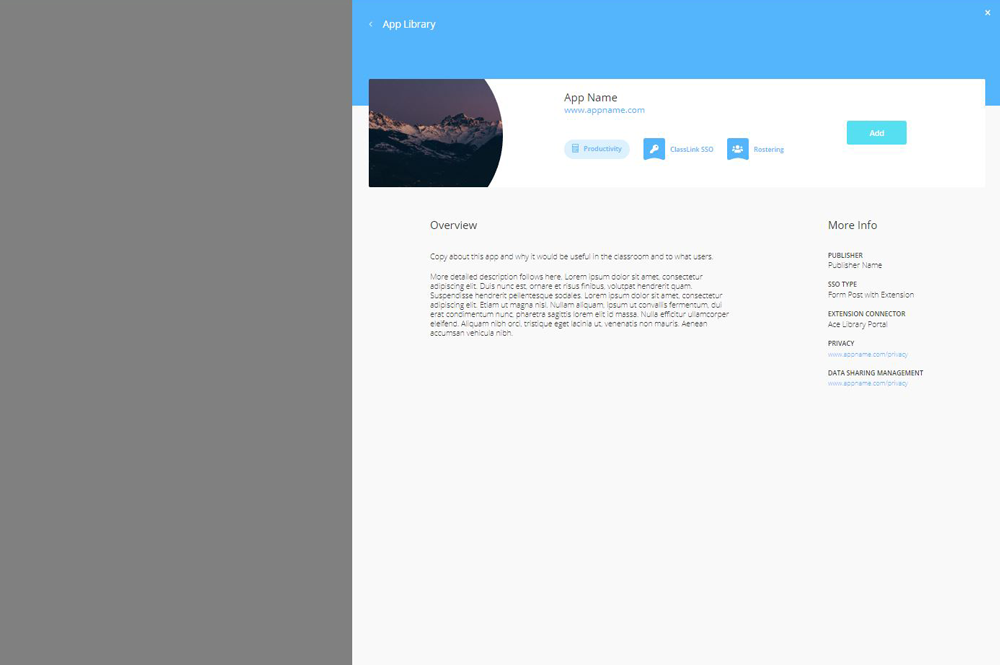 App Library
×
App Name
www.appname.com
Add
Productivity
ClassLink SSO
Rostering
Overview
Copy about this app and why it would be useful in the classroom and to what users.
More detailed description follows here. Lorem ipsum dolor sit amet, consectetur
adipiscing elit. Duis nunc est, ornare et risus finibus, volutpat hendrerit quam.
Suspendisse hendrerit pellentesque sodales. Lorem ipsum dolor sit amet, consectetur
adipiscing elit. Etiam ut magna nisi. Nullam aliquam, ipsum ut convallis fermentum, dui
erat condimentum nunc, pharetra sagittis lorem elit id massa. Nulla efficitur ullamcorper
eleifend. Aliquam nibh orci, tristique eget lacinia ut, venenatis non mauris. Aenean
accumsan vehicula nibh.
More Info
PUBLISHER
Publisher Name
SSO TYPE
Form Post with Extension
EXTENSION CONNECTOR
Ace Library Portal
PRIVACY
www.appname.com/privacy
DATA SHARING MANAGEMENT
www.appname.com/privacy